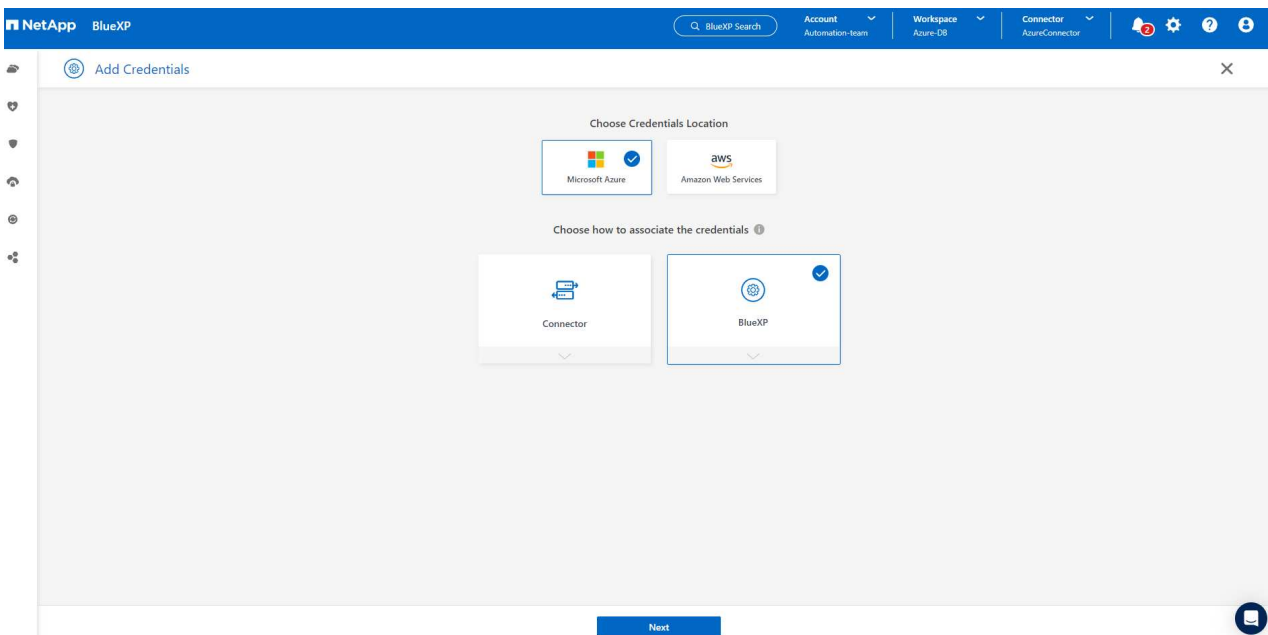 NetApp BlueXP
BlueXP Search
Account
Automation-team
Workspace
Azure-DB
Connector
AzureConnector
2
Add Credentials
Choose Credentials Location
Microsoft Azure
aws
Amazon Web Services
Choose how to associate the credentials
Connector
BlueXP
Next